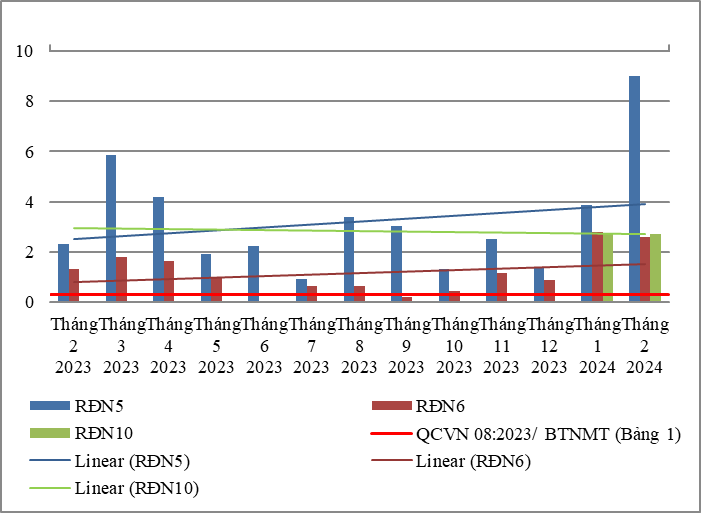 10
8
6
4
2
0
Tháng Tháng Tháng Tháng Tháng Tháng Tháng Tháng Tháng Tháng Tháng Tháng Tháng
2 3 4 5 6 7 8 9 10 11 12 1 2
2023 2023 2023 2023 2023 2023 2023 2023 2023 2023 2023 2024 2024
RĐN5 RĐN6
RĐN10 QCVN 08:2023/ BTNMT (Bảng 1)
Linear (RĐN5) Linear (RĐN6)
Linear (RĐN10)